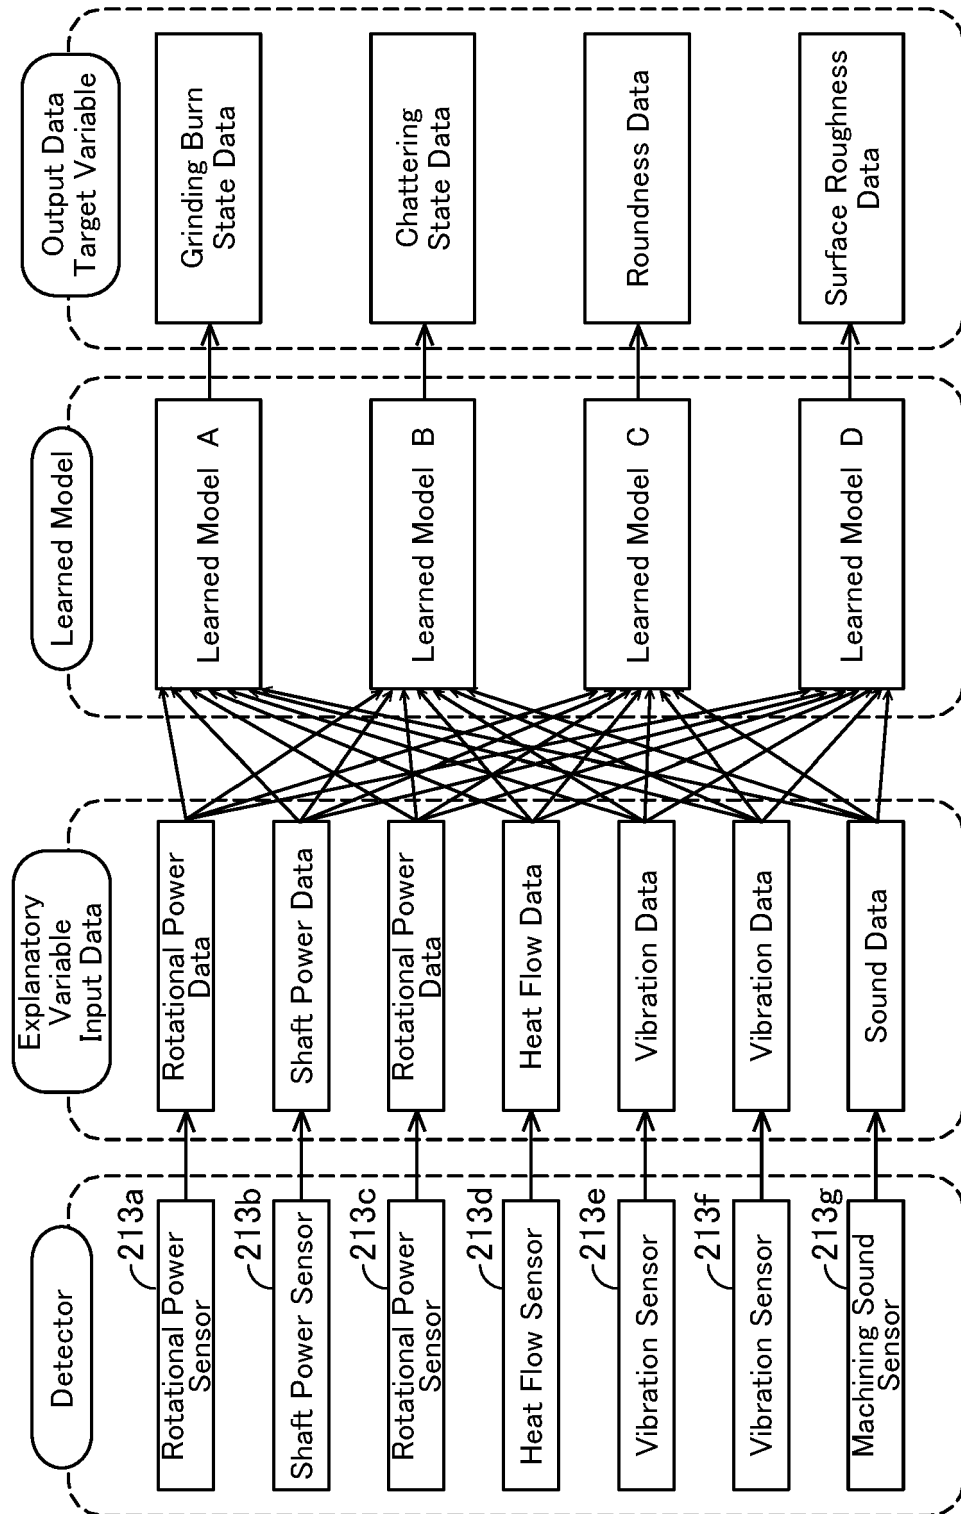 Detector
Rotational Power
Sensor
213a
Shaft Power Sensor
213b
Rotational Power
Sensor
213c
Heat Flow Sensor
213d
Vibration Sensor
213e
Vibration Sensor
213f
Machining Sound
Sensor
213g
Explanatory
Variable
Input Data
Rotational Power
Data
Shaft Power Data
Rotational Power
Data
Heat Flow Data
Vibration Data
Vibration Data
Sound Data
Learned Model
Learned Model A
Learned Model B
Learned Model C
Learned Model D
Output Data
Target Variable
Grinding Burn
State Data
Chattering
State Data
Roundness Data
Surface Roughness
Data